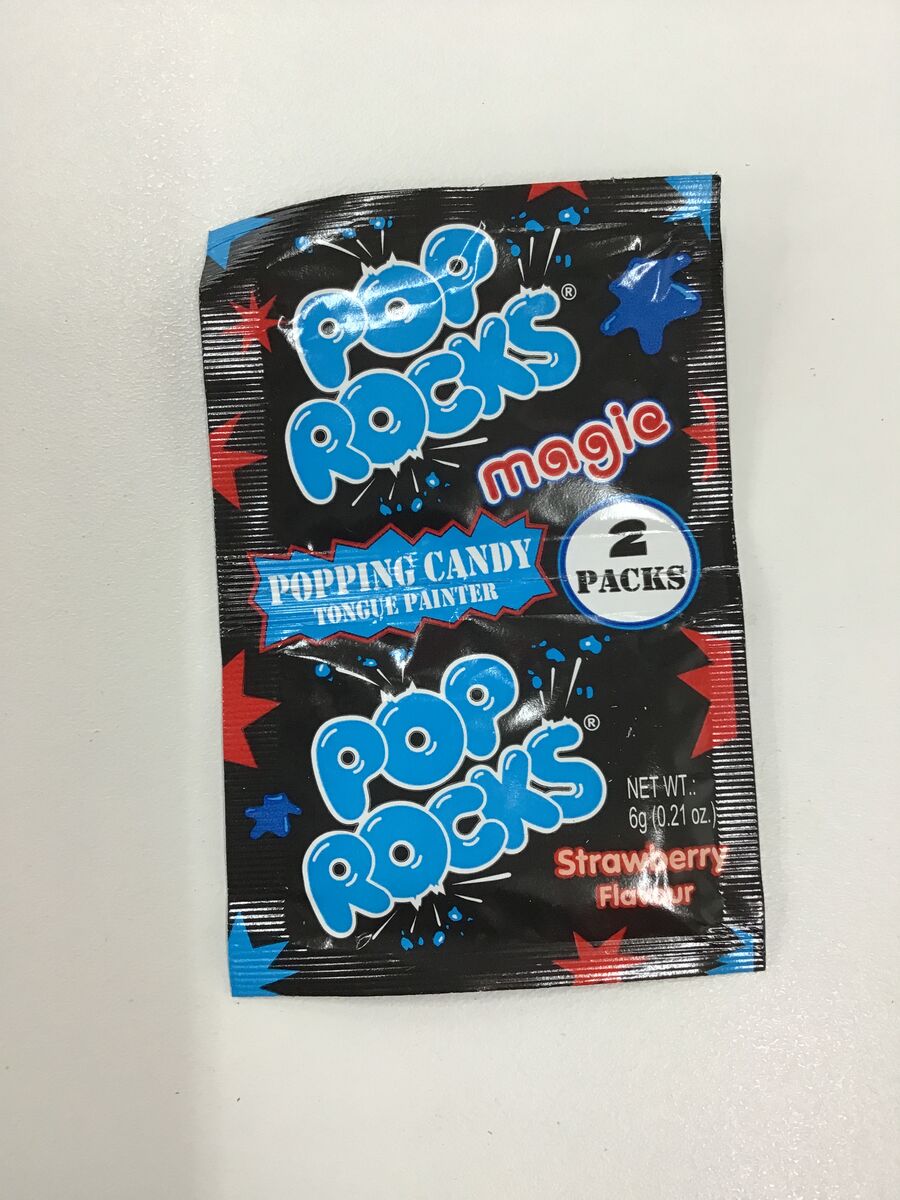 POP
ROCKS®
magic
POPPING CANDY
TONGUE PAINTER
2
PACKS
POP
ROCKS®
NET WT.:
6g (0.21 oz.)
Strawberry
Flavour